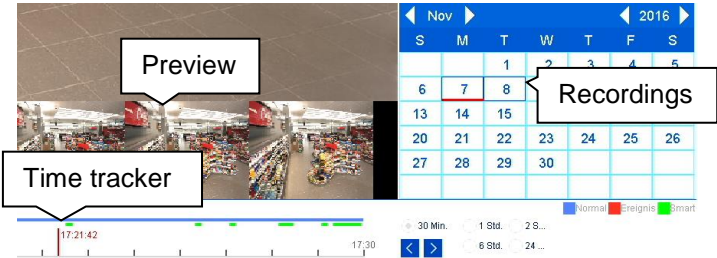 Nov 2016
S M T W T F S
1 2 3 4 5
6 7 8
13 14 15
20 21 22 23 24 25 26
27 28 29 30
Preview
Recordings
Time tracker
Normal Ereignis Smart
17:21:42
17:30
30 Min. 1 Std. 2 S...
6 Std. 24 ...